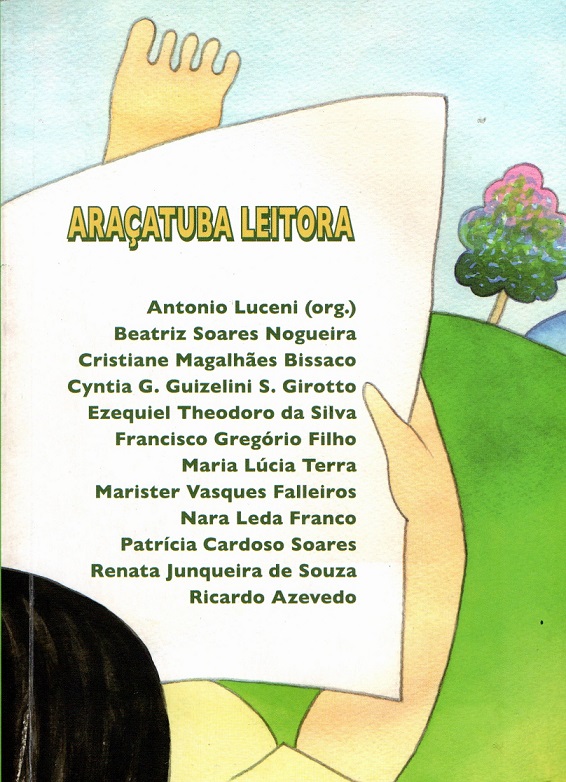 ARAÇATUBA LEITORA
Antonio Luceni (org.)
Beatriz Soares Nogueira
Cristiane Magalhães Bissaco
Cyntia G. Guizelini S. Girotto
Ezequiel Theodoro da Silva
Francisco Gregório Filho
Maria Lúcia Terra
Marister Vasques Falleiros
Nara Leda Franco
Patrícia Cardoso Soares
Renata Junqueira de Souza
Ricardo Azevedo